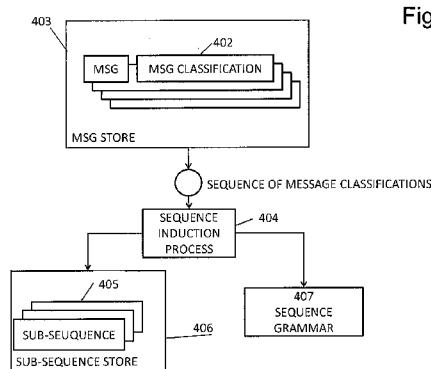 Fig
403
402
MSG
MSG CLASSIFICATION
MSG STORE
SEQUENCE OF MESSAGE CLASSIFICATIONS
SEQUENCE
INDUCTION
PROCESS
404
405
SUB-SEUQUENCE
406
SUB-SEQUENCE STORE
407
SEQUENCE
GRAMMAR